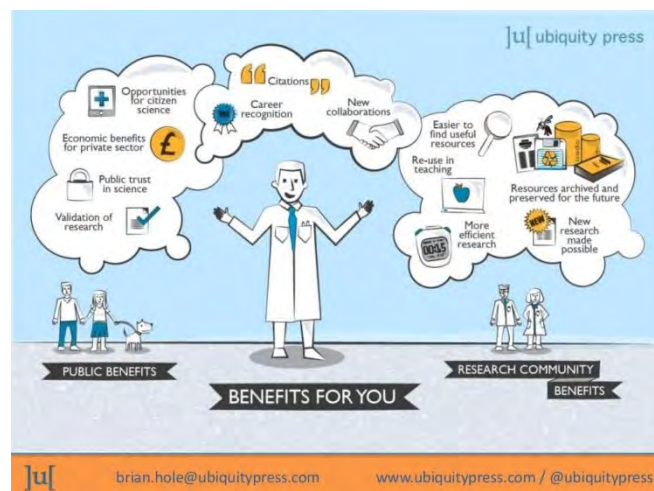 ]u[ ubiquity press
Opportunities
for citizen
science
Economic benefits
for private sector
£
Public trust
in science
Validation of
research
Citations
Career
recognition
New
collaborations
Easier to
find useful
resources
Re-use in
teaching
Resources archived and
preserved for the future
More
efficient
research
00:15
NEW
New
research
made
possible
PUBLIC BENEFITS
BENEFITS FOR YOU
RESEARCH COMMUNITY
BENEFITS
]u[
brian.hole@ubiquitypress.com
www.ubiquitypress.com / @ubiquitypress